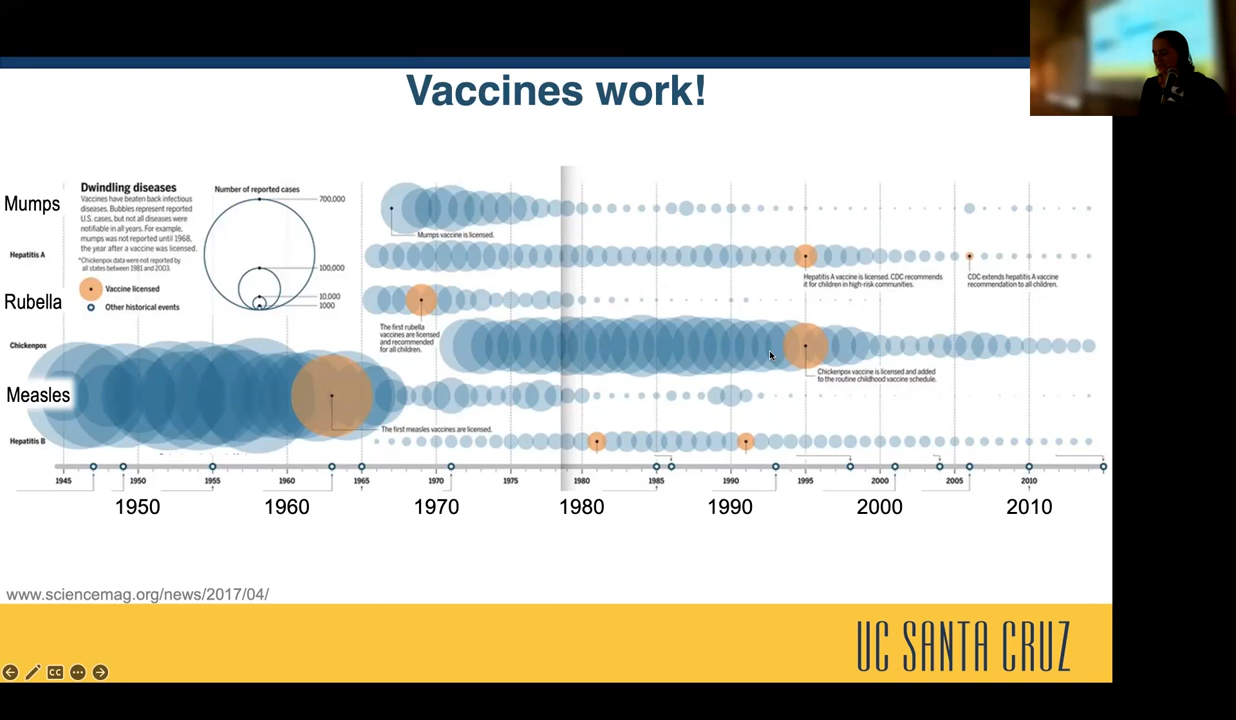 Vaccines work!
Dwindling diseases
Vaccines have beaten back infectious
diseases. Bubbles represent reported
U.S. cases, but not all diseases were
notifiable in all years. For example,
mumps was not reported until 1968,
the year after a vaccine was licensed.
*Chickenpox data were not reported by
all states between 1981 and 2003.
Vaccine licensed
Other historical events
Number of reported cases
700,000
100,000
10,000
1000
Mumps
Mumps vaccine is licensed.
Hepatitis A
Hepatitis A vaccine is licensed. CDC recommends
it for children in high-risk communities.
CDC extends hepatitis A vaccine
recommendation to all children.
Rubella
The first rubella
vaccines are licensed
and recommended
for all children.
Chickenpox
Chickenpox vaccine is licensed and added
to the routine childhood vaccine schedule.
Measles
The first measles vaccines are licensed.
Hepatitis B
1945 1950 1955 1960 1965 1970 1975 1980 1985 1990 1995 2000 2005 2010
1950 1960 1970 1980 1990 2000 2010
www.sciencemag.org/news/2017/04/
UC SANTA CRUZ
CC